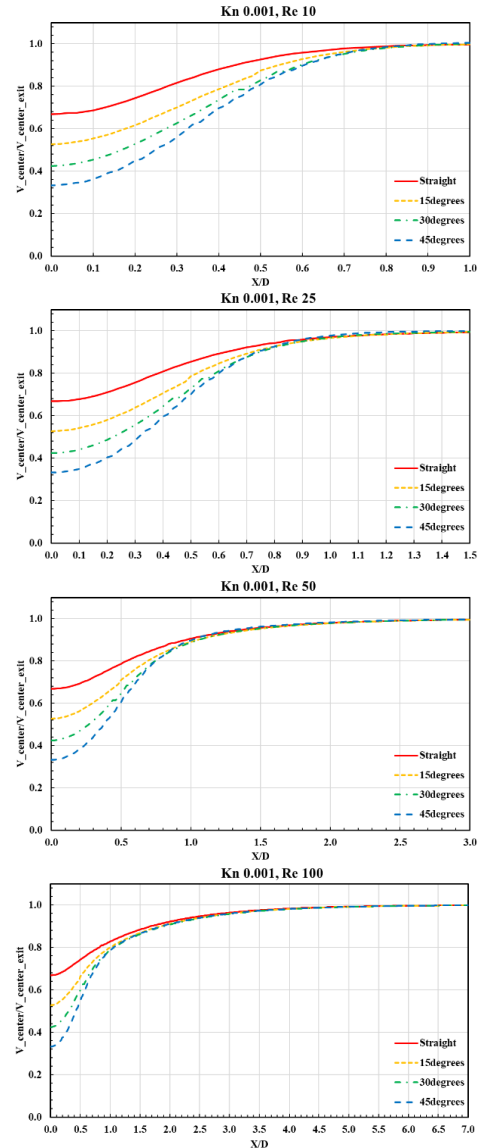 Kn 0.001, Re 10
V_center/V_center_exit
1.0
0.8
0.6
0.4
0.2
0.0
Straight
15degrees
30degrees
45degrees
0.0 0.1 0.2 0.3 0.4 0.5 0.6 0.7 0.8 0.9 1.0
X/D
Kn 0.001, Re 25
V_center/V_center_exit
1.0
0.8
0.6
0.4
0.2
0.0
Straight
15degrees
30degrees
45degrees
0.0 0.1 0.2 0.3 0.4 0.5 0.6 0.7 0.8 0.9 1.0 1.1 1.2 1.3 1.4 1.5
X/D
Kn 0.001, Re 50
V_center/V_center_exit
1.0
0.8
0.6
0.4
0.2
0.0
Straight
15degrees
30degrees
45degrees
0.0 0.5 1.0 1.5 2.0 2.5 3.0
X/D
Kn 0.001, Re 100
V_center/V_center_exit
1.0
0.8
0.6
0.4
0.2
0.0
Straight
15degrees
30degrees
45degrees
0.0 0.5 1.0 1.5 2.0 2.5 3.0 3.5 4.0 4.5 5.0 5.5 6.0 6.5 7.0
X/D